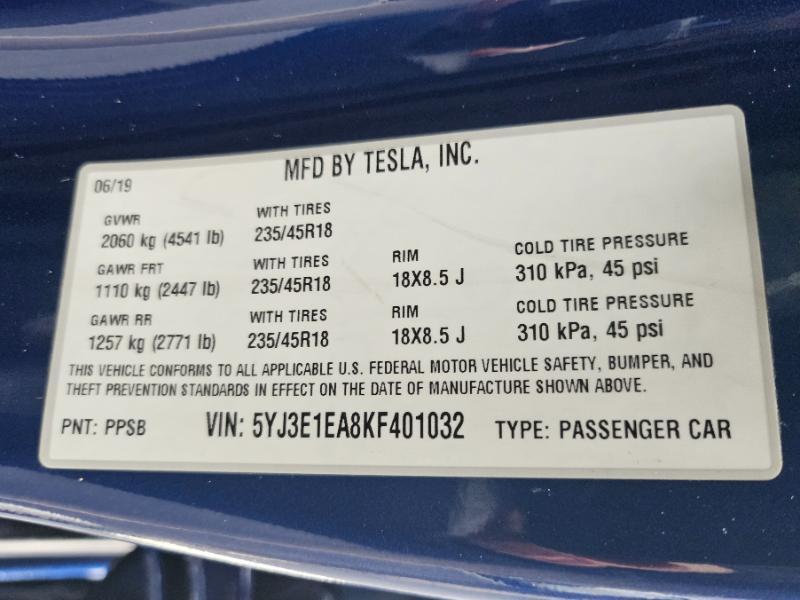 MFD BY TESLA, INC.
06/19
GVWR WITH TIRES
2060 kg (4541 lb) 235/45R18
GAWR FRT WITH TIRES RIM COLD TIRE PRESSURE
1110 kg (2447 lb) 235/45R18 18X8.5 J 310 kPa, 45 psi
GAWR RR WITH TIRES RIM COLD TIRE PRESSURE
1257 kg (2771 lb) 235/45R18 18X8.5 J 310 kPa, 45 psi
THIS VEHICLE CONFORMS TO ALL APPLICABLE U.S. FEDERAL MOTOR VEHICLE SAFETY, BUMPER, AND
THEFT PREVENTION STANDARDS IN EFFECT ON THE DATE OF MANUFACTURE SHOWN ABOVE.
PNT: PPSB VIN: 5YJ3E1EA8KF401032 TYPE: PASSENGER CAR